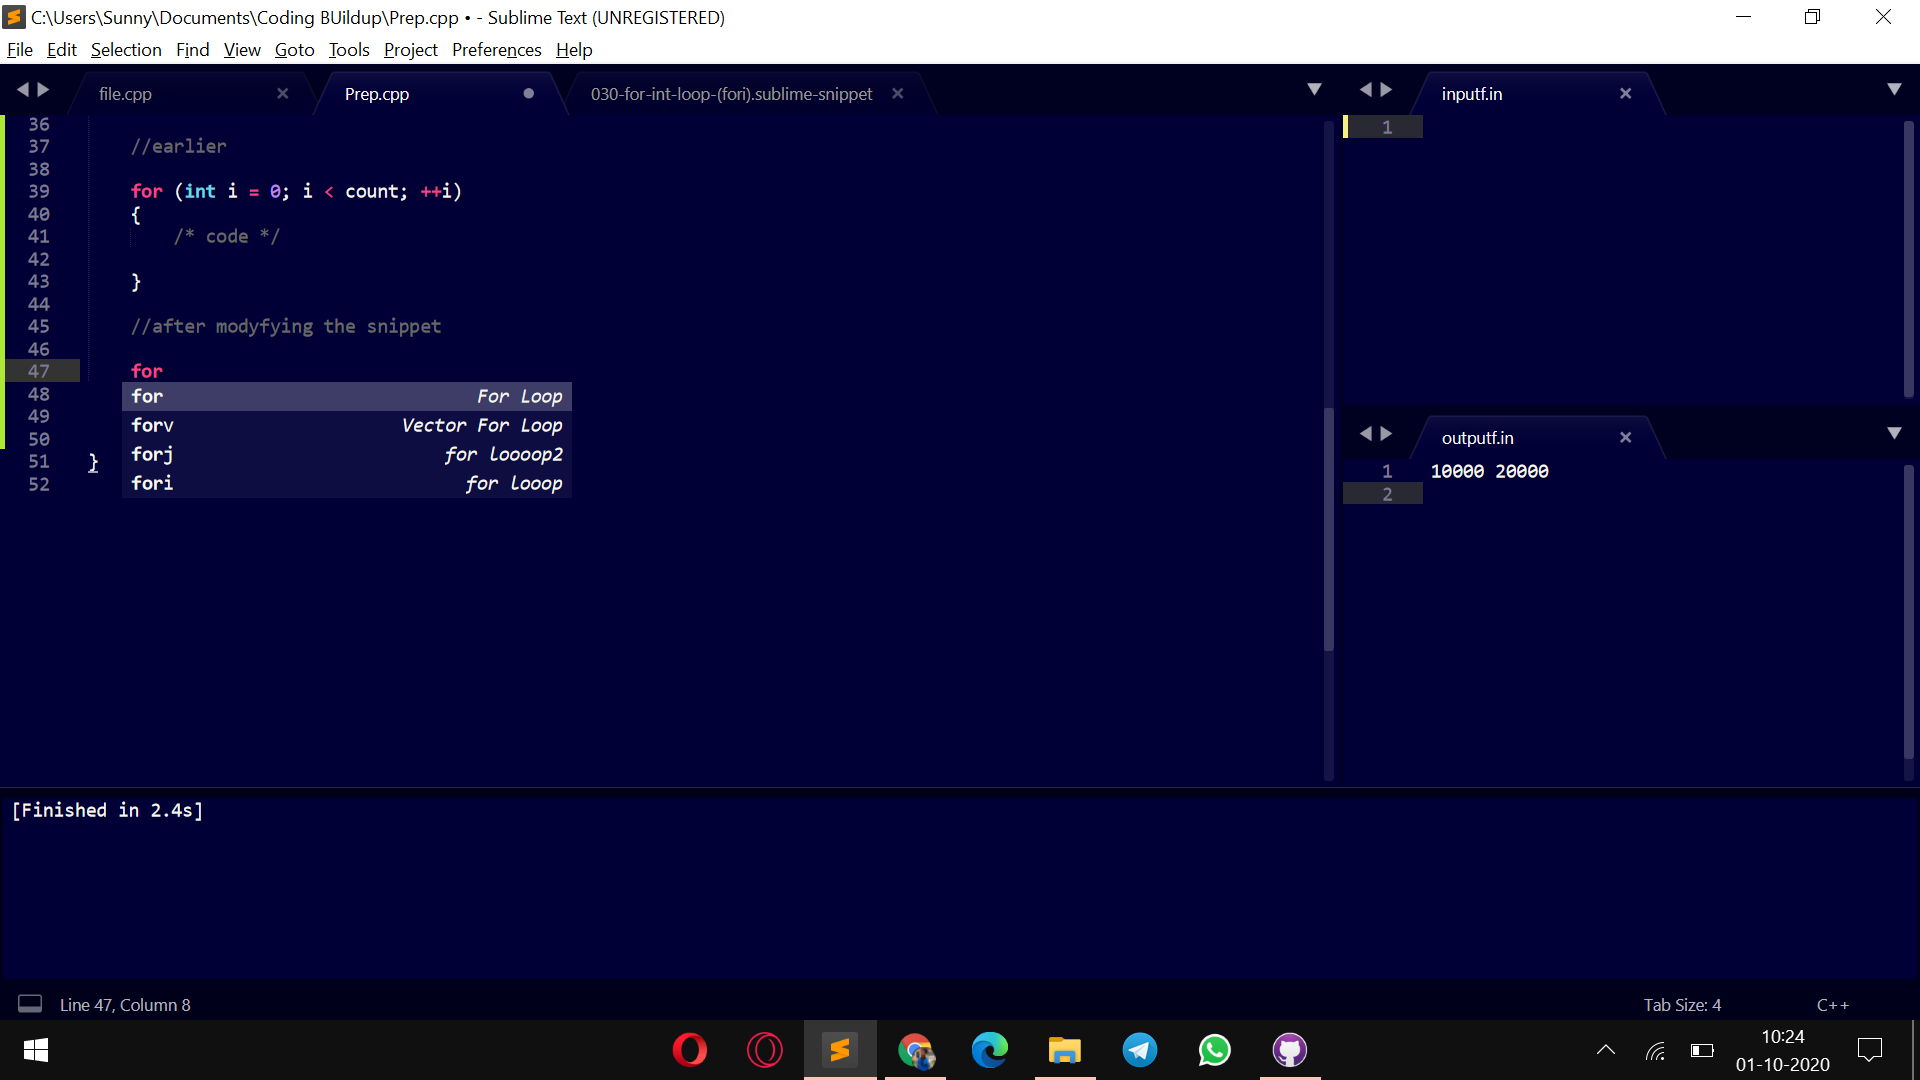 C:\Users\Sunny\Documents\Coding BUildup\Prep.cpp • - Sublime Text (UNREGISTERED)
File Edit Selection Find View Goto Tools Project Preferences Help
file.cpp Prep.cpp 030-for-int-loop-(fori).sublime-snippet
36
37 //earlier
38
39 for (int i = 0; i < count; ++i)
40 {
41 /* code */
42
43 }
44
45 //after modyfying the snippet
46
47 for
48 for For Loop
49 forv Vector For Loop
50 forj for loooop2
51 } fori for looop
52
inputf.in
1
outputf.in
1 10000 20000
2
[Finished in 2.4s]
Line 47, Column 8 Tab Size: 4 C++
10:24
01-10-2020